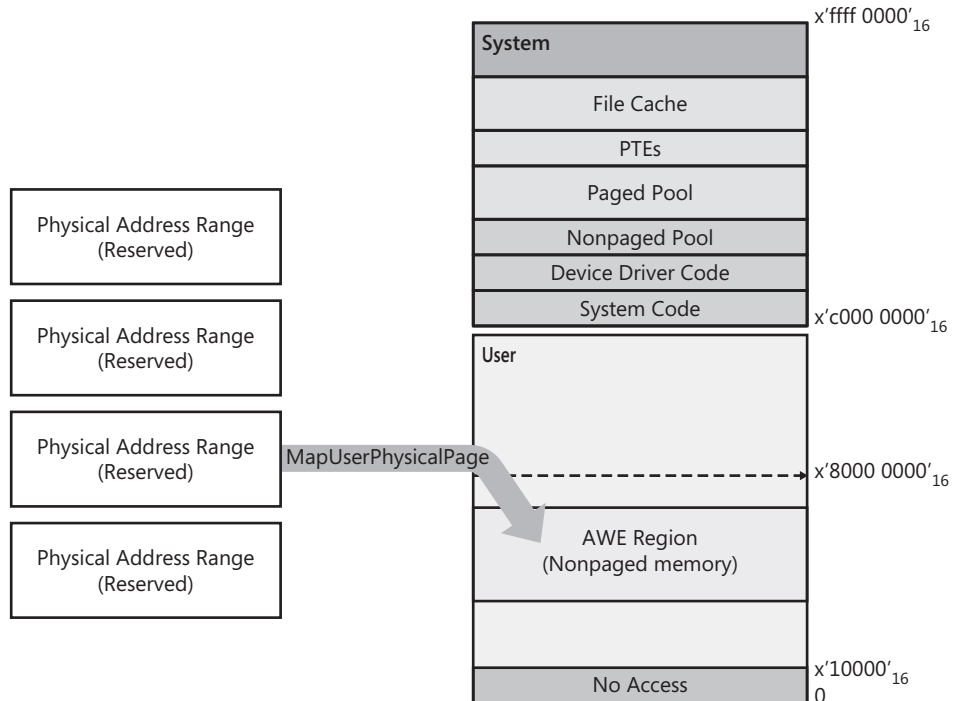 x'ffff 0000'16
System
File Cache
PTEs
Paged Pool
Nonpaged Pool
Device Driver Code
System Code
x'c000 0000'16
User
Physical Address Range
(Reserved)
Physical Address Range
(Reserved)
Physical Address Range
(Reserved)
Physical Address Range
(Reserved)
MapUserPhysicalPage
x'8000 0000'16
AWE Region
(Nonpaged memory)
x'10000'16
No Access
0